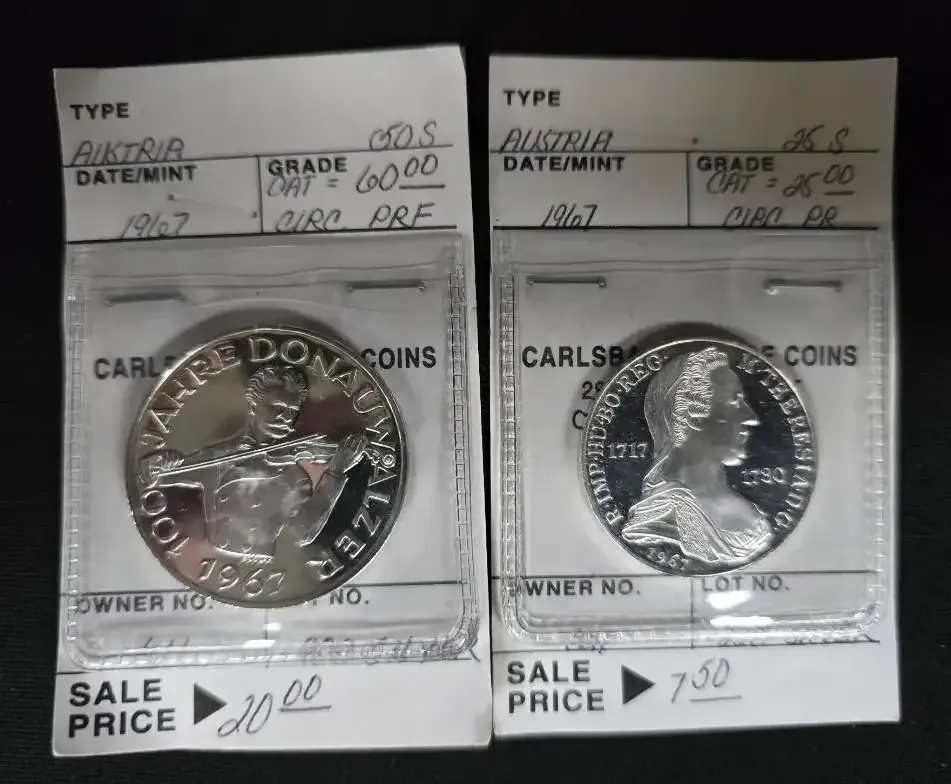 TYPE
AUSTRIA 50 S
DATE/MINT GRADE
CAT = 60 00
1967 CIRC PRF
CARLS COINS
100 JAHRE DONAUWALZER
1967
OWNER NO. NO.
SALE PRICE 20 00
TYPE
AUSTRIA 25 S
DATE/MINT GRADE
CAT = 25 00
1967 CIRC PR
CARLSBA E COINS
R·IMP·HU·BO·REG· M·THERESIA·D·G·
1717 1780
1967
OWNER NO. LOT NO.
SALE PRICE 7 50